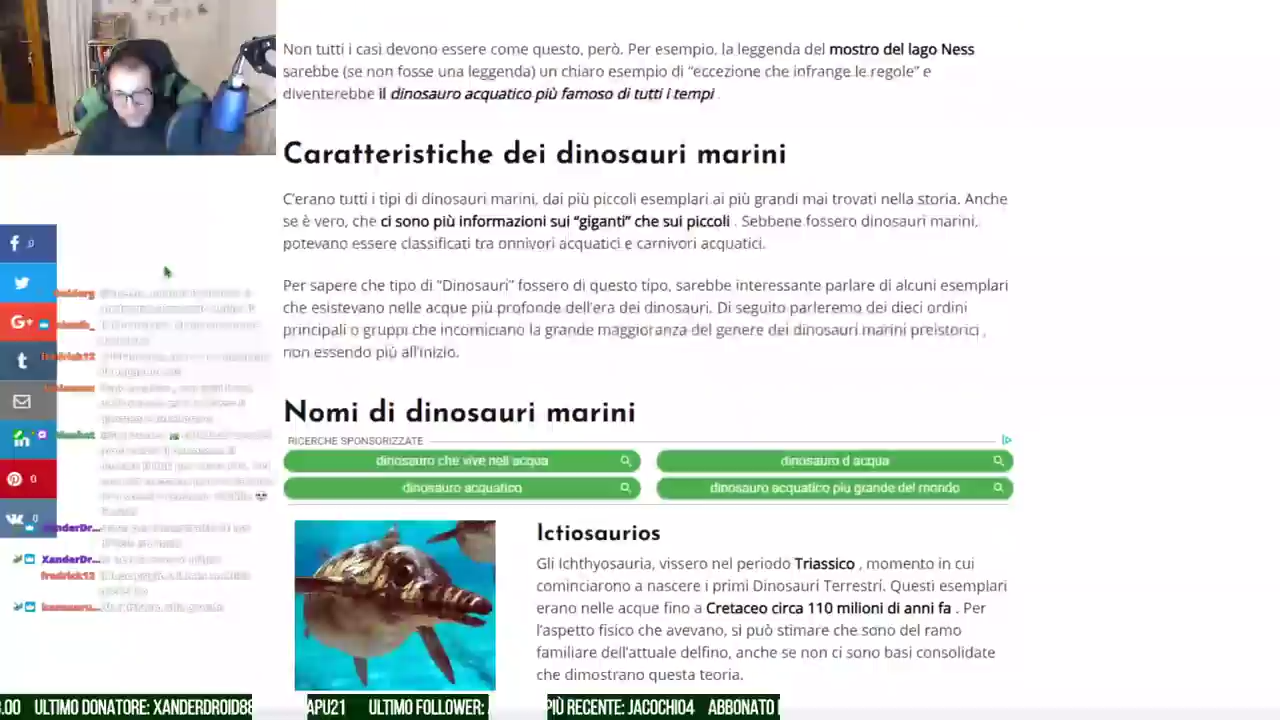 Non tutti i casi devono essere come questo, però. Per esempio, la leggenda del mostro del lago Ness
sarebbe (se non fosse una leggenda) un chiaro esempio di “eccezione che infrange le regole” e
diventerebbe il dinosauro acquatico più famoso di tutti i tempi .
Caratteristiche dei dinosauri marini
C'erano tutti i tipi di dinosauri marini, dai più piccoli esemplari ai più grandi mai trovati nella storia. Anche
se è vero, che ci sono più informazioni sui “giganti” che sui piccoli . Sebbene fossero dinosauri marini,
potevano essere classificati tra onnivori acquatici e carnivori acquatici.
Per sapere che tipo di “Dinosauri” fossero di questo tipo, sarebbe interessante parlare di alcuni esemplari
che esistevano nelle acque più profonde dell'era dei dinosauri. Di seguito parleremo dei dieci ordini
principali o gruppi che incorniciano la grande maggioranza del genere dei dinosauri marini preistorici ,
non essendo più all'inizio.
Nomi di dinosauri marini
RICERCHE SPONSORIZZATE
dinosauro che vive nell acqua
dinosauro d acqua
dinosauro acquatico
dinosauro acquatico piu grande del mondo
Ictiosaurios
Gli Ichthyosauria, vissero nel periodo Triassico , momento in cui
cominciarono a nascere i primi Dinosauri Terrestri. Questi esemplari
erano nelle acque fino a Cretaceo circa 110 milioni di anni fa . Per
l'aspetto fisico che avevano, si può stimare che sono del ramo
familiare dell'attuale delfino, anche se non ci sono basi consolidate
che dimostrano questa teoria.
0
G+
0
0
XanderDr...
XanderDr...
fredrick12
.00 ULTIMO DONATORE: XANDERDROID88 APU21 ULTIMO FOLLOWER: PIÙ RECENTE: JACOCHI04 ABBONATO